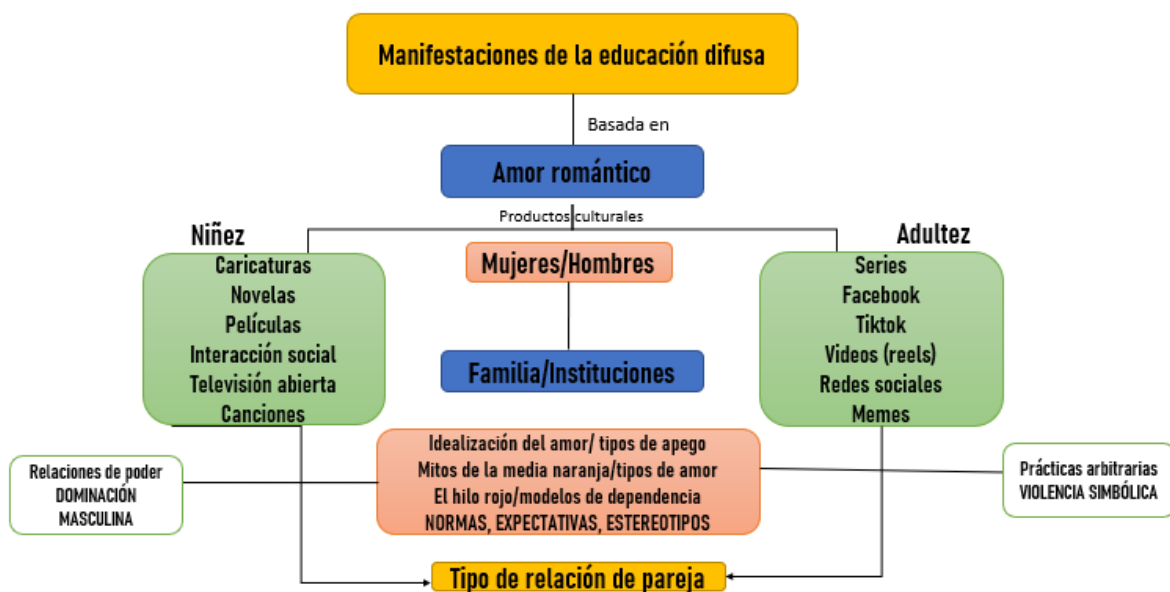 Manifestaciones de la educación difusa
Basada en
Amor romántico
Productos culturales
Niñez
Adultez
Caricaturas
Novelas
Películas
Interacción social
Televisión abierta
Canciones
Mujeres/Hombres
Familia/Instituciones
Series
Facebook
Tiktok
Videos (reels)
Redes sociales
Memes
Relaciones de poder
DOMINACIÓN
MASCULINA
Idealización del amor/ tipos de apego
Mitos de la media naranja/tipos de amor
El hilo rojo/modelos de dependencia
NORMAS, EXPECTATIVAS, ESTEREOTIPOS
Prácticas arbitrarias
VIOLENCIA SIMBÓLICA
Tipo de relación de pareja